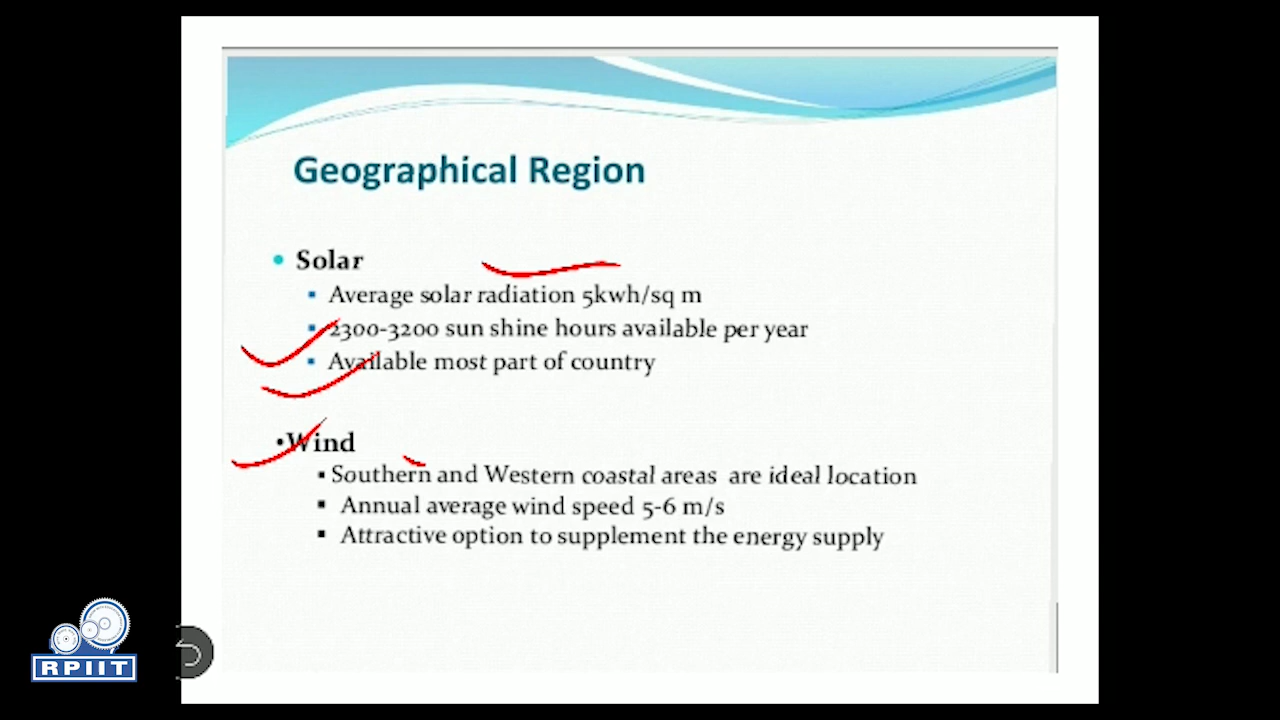 Geographical Region
• Solar
▪ Average solar radiation 5kwh/sq m
▪ 2300-3200 sun shine hours available per year
▪ Available most part of country
•Wind
▪Southern and Western coastal areas are ideal location
▪ Annual average wind speed 5-6 m/s
▪ Attractive option to supplement the energy supply
RPIIT